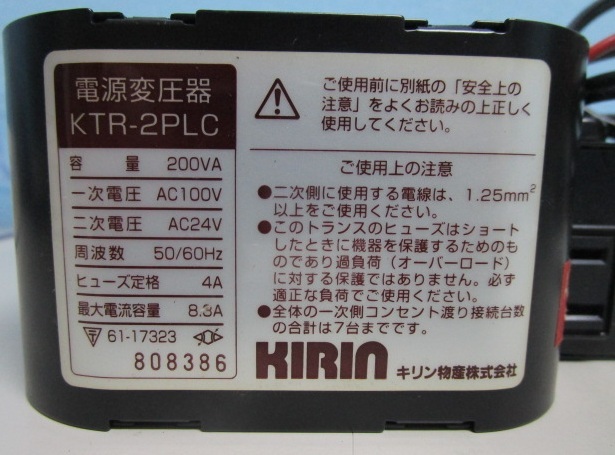 電源変圧器
KTR-2PLC
容量 200VA
一次電圧 AC100V
二次電圧 AC24V
周波数 50/60Hz
ヒューズ定格 4A
最大電流容量 8.3A
61-17323
808386
ご使用前に別紙の「安全上の
注意」をよくお読みの上正しく
使用してください。
ご使用上の注意
●二次側に使用する電線は、1.25mm²
以上をご使用ください。
●このトランスのヒューズはショート
したときに機器を保護するためのも
のであり過負荷（オーバーロード）
に対する保護ではありません。必ず
適正な負荷でご使用ください。
●全体の一次側コンセント渡り接続台数
の合計は7台までです。
KIRIN キリン物産株式会社